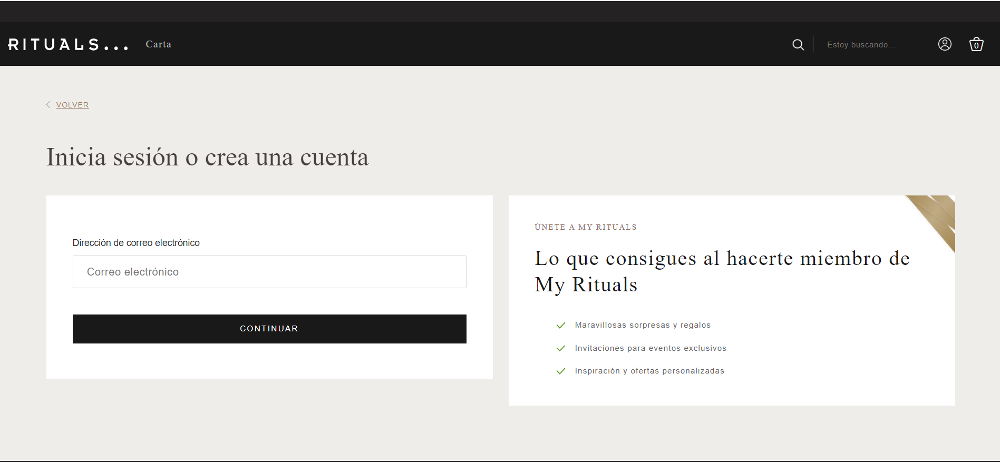 RITUALS...
Carta
Estoy buscando...
0
VOLVER
Inicia sesión o crea una cuenta
Dirección de correo electrónico
Correo electrónico
CONTINUAR
ÚNETE A MY RITUALS
Lo que consigues al hacerte miembro de
My Rituals
Maravillosas sorpresas y regalos
Invitaciones para eventos exclusivos
Inspiración y ofertas personalizadas